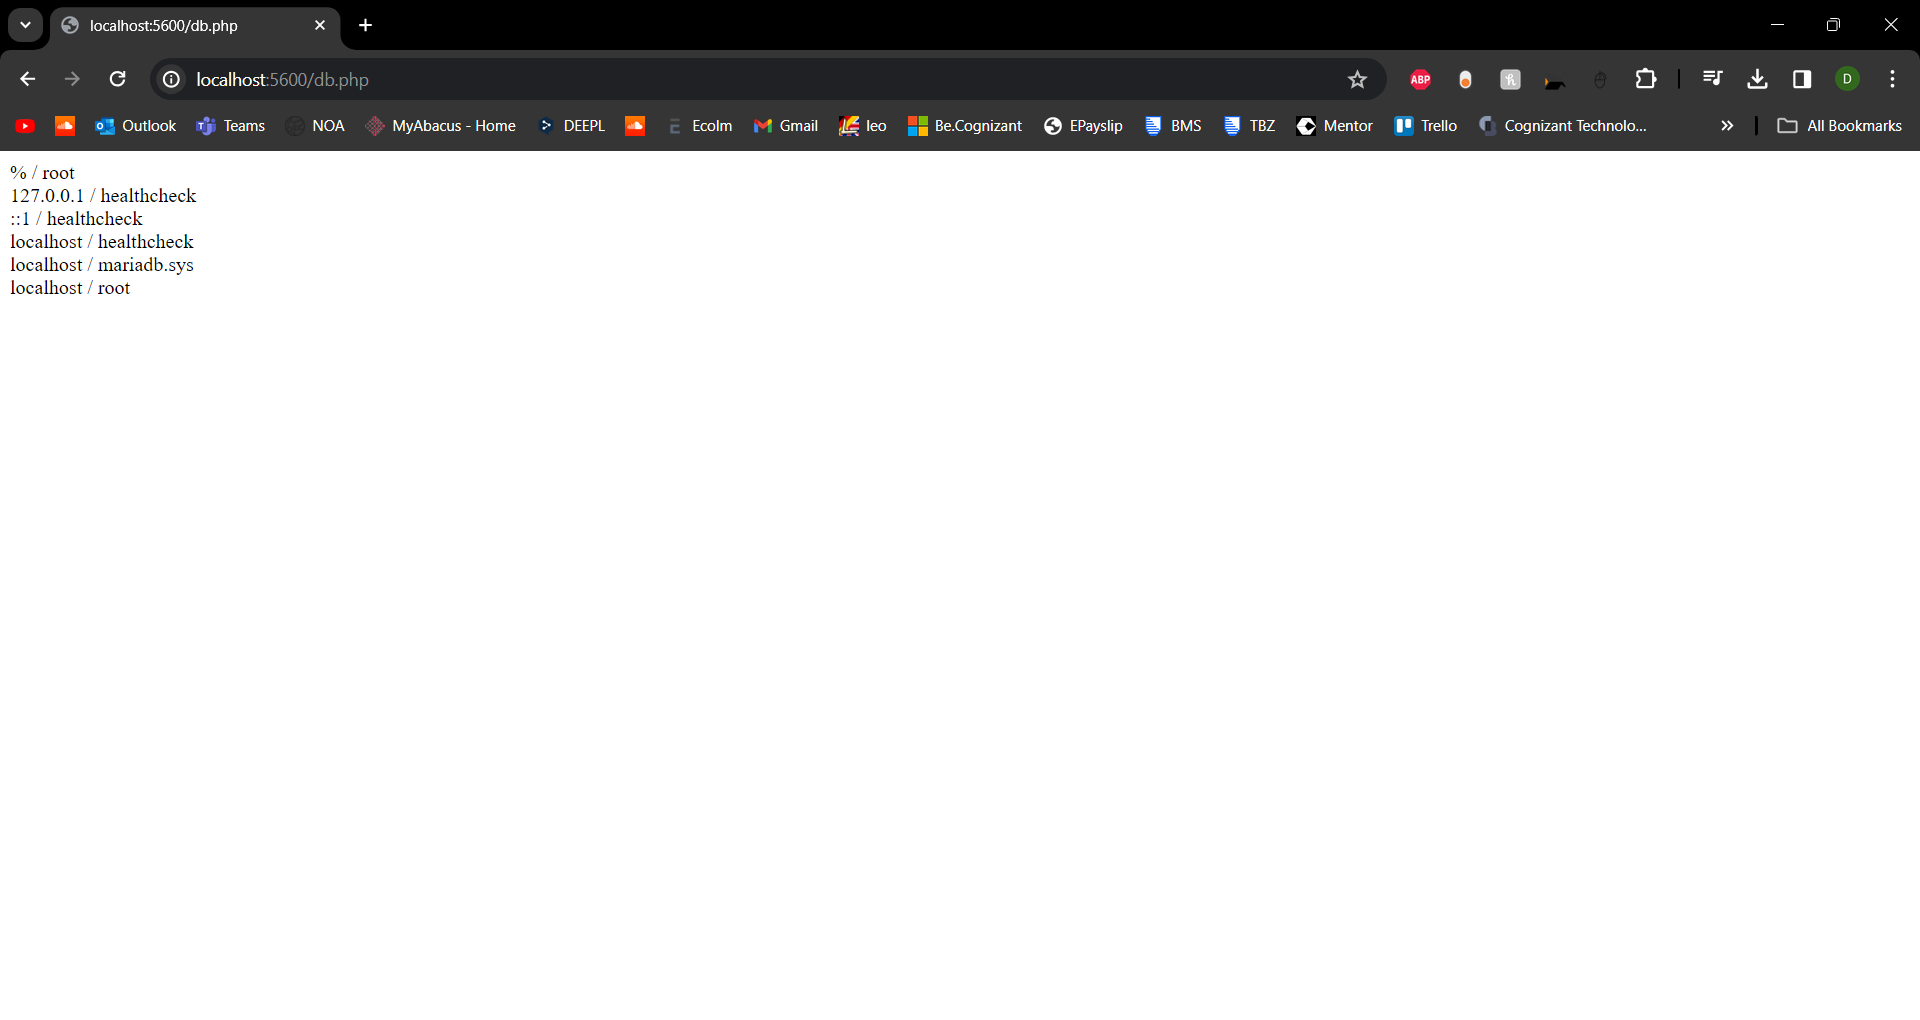 localhost:5600/db.php
localhost:5600/db.php
ABP
D
Outlook
Teams
NOA
MyAbacus - Home
DEEPL
Ecolm
Gmail
leo
Be.Cognizant
EPayslip
BMS
TBZ
Mentor
Trello
Cognizant Technolo...
All Bookmarks
% / root
127.0.0.1 / healthcheck
::1 / healthcheck
localhost / healthcheck
localhost / mariadb.sys
localhost / root